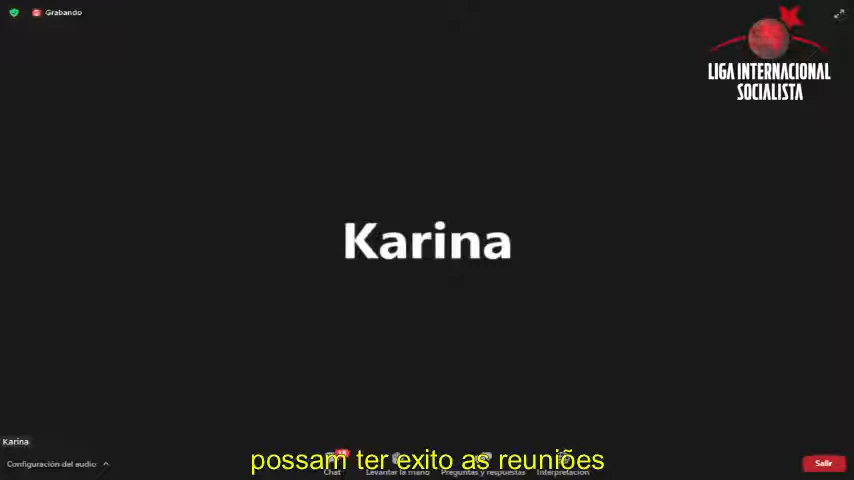 Grabando
LIGA INTERNACIONAL
SOCIALISTA
Karina
Karina
Configuración del audio
possam ter exito as reuniões
Chat
Levantar la mano
Preguntas y respuestas
Interpretación
Salir